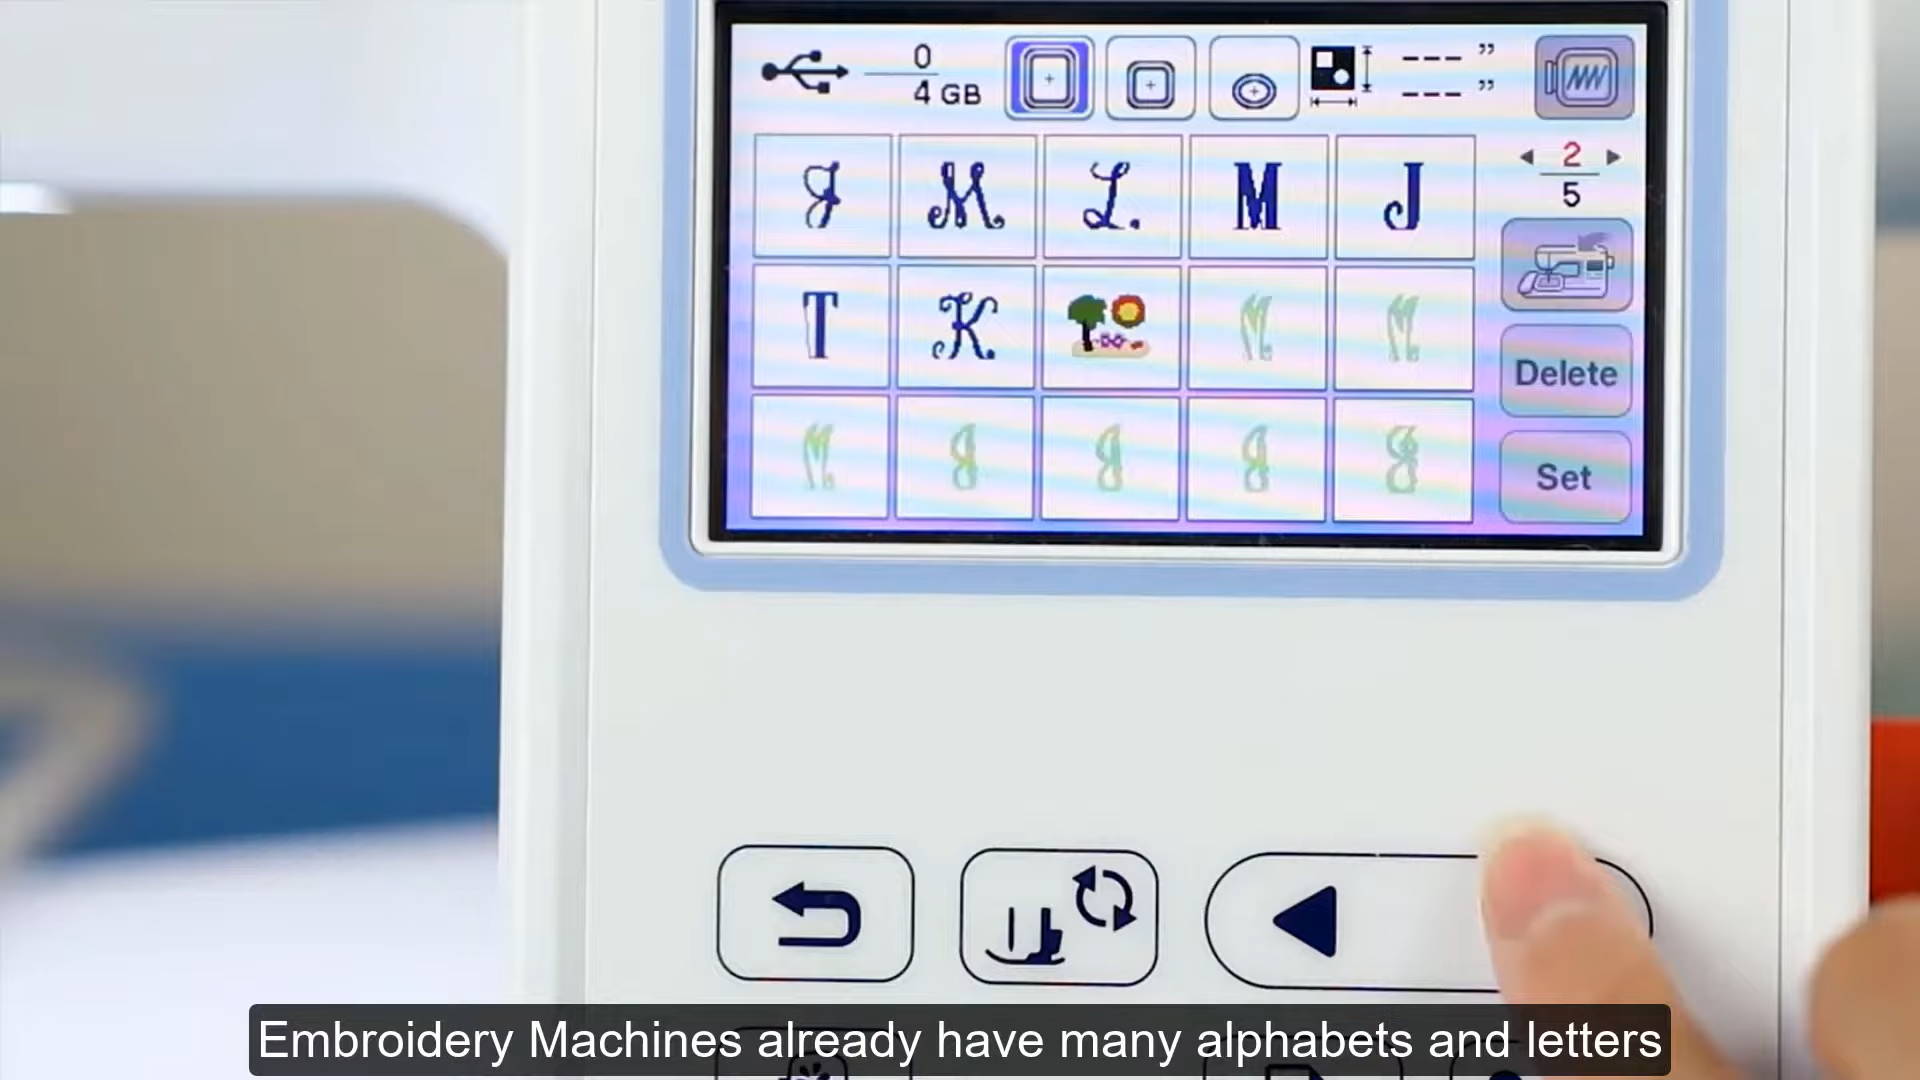 0
4 GB
--- ”
--- ”
J M L. M J
2
5
T K. M M
Delete
M B B B B
Set
Embroidery Machines already have many alphabets and letters